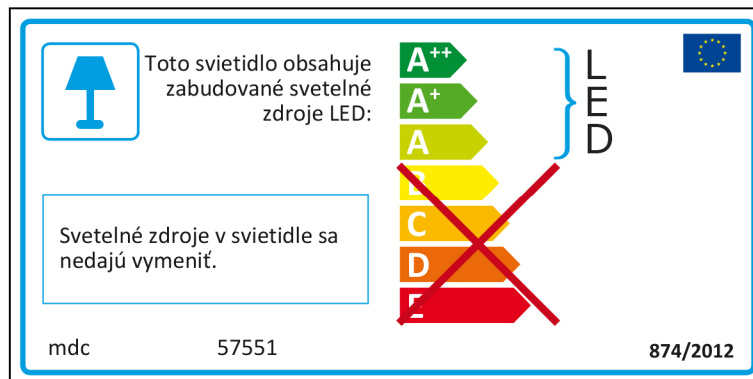 Toto svietidlo obsahuje
zabudované svetelné
zdroje LED:
A++
A+
A
B
C
D
E
L
E
D
Svetelné zdroje v svietidle sa
nedajú vymeniť.
mdc 57551
874/2012